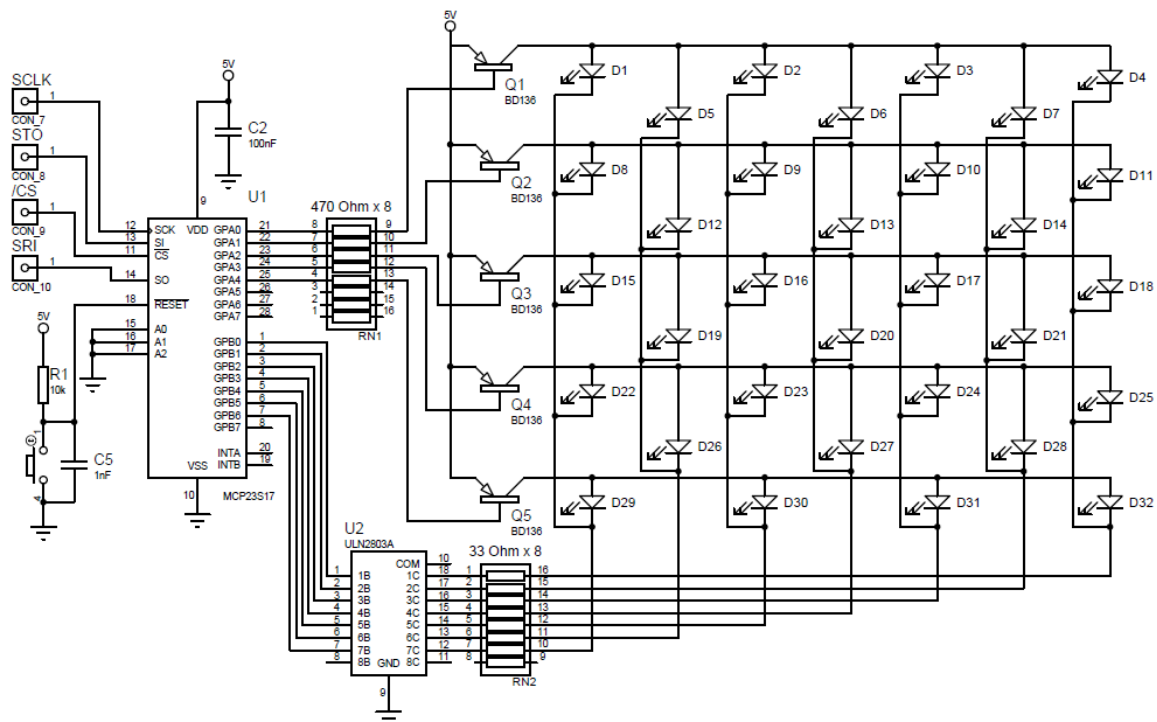 5V
SCLK
1
CON_7
STO
1
CON_8
/CS
1
CON_9
SRI
1
CON_10
5V
C2
100nF
9
U1
VDD
12 SCK
13 SI
11 CS
14 SO
18 RESET
15 A0
16 A1
17 A2
GPA0 21
GPA1 22
GPA2 23
GPA3 24
GPA4 25
GPA5 26
GPA6 27
GPA7 28
GPB0 1
GPB1 2
GPB2 3
GPB3 4
GPB4 5
GPB5 6
GPB6 7
GPB7 8
INTA 20
INTB 19
VSS
10
MCP23S17
5V
R1
10k
1
4
C5
1nF
470 Ohm x 8
8 9
7 10
6 11
5 12
4 13
3 14
2 15
1 16
RN1
Q1
BD136
Q2
BD136
Q3
BD136
Q4
BD136
Q5
BD136
D1
D2
D3
D4
D5
D6
D7
D8
D9
D10
D11
D12
D13
D14
D15
D16
D17
D18
D19
D20
D21
D22
D23
D24
D25
D26
D27
D28
D29
D30
D31
D32
U2
ULN2803A
COM 10
1 1B 1C 18
2 2B 2C 17
3 3B 3C 16
4 4B 4C 15
5 5B 5C 14
6 6B 6C 13
7 7B 7C 12
8 8B GND 8C 11
9
33 Ohm x 8
1 16
2 15
3 14
4 13
5 12
6 11
7 10
8 9
RN2